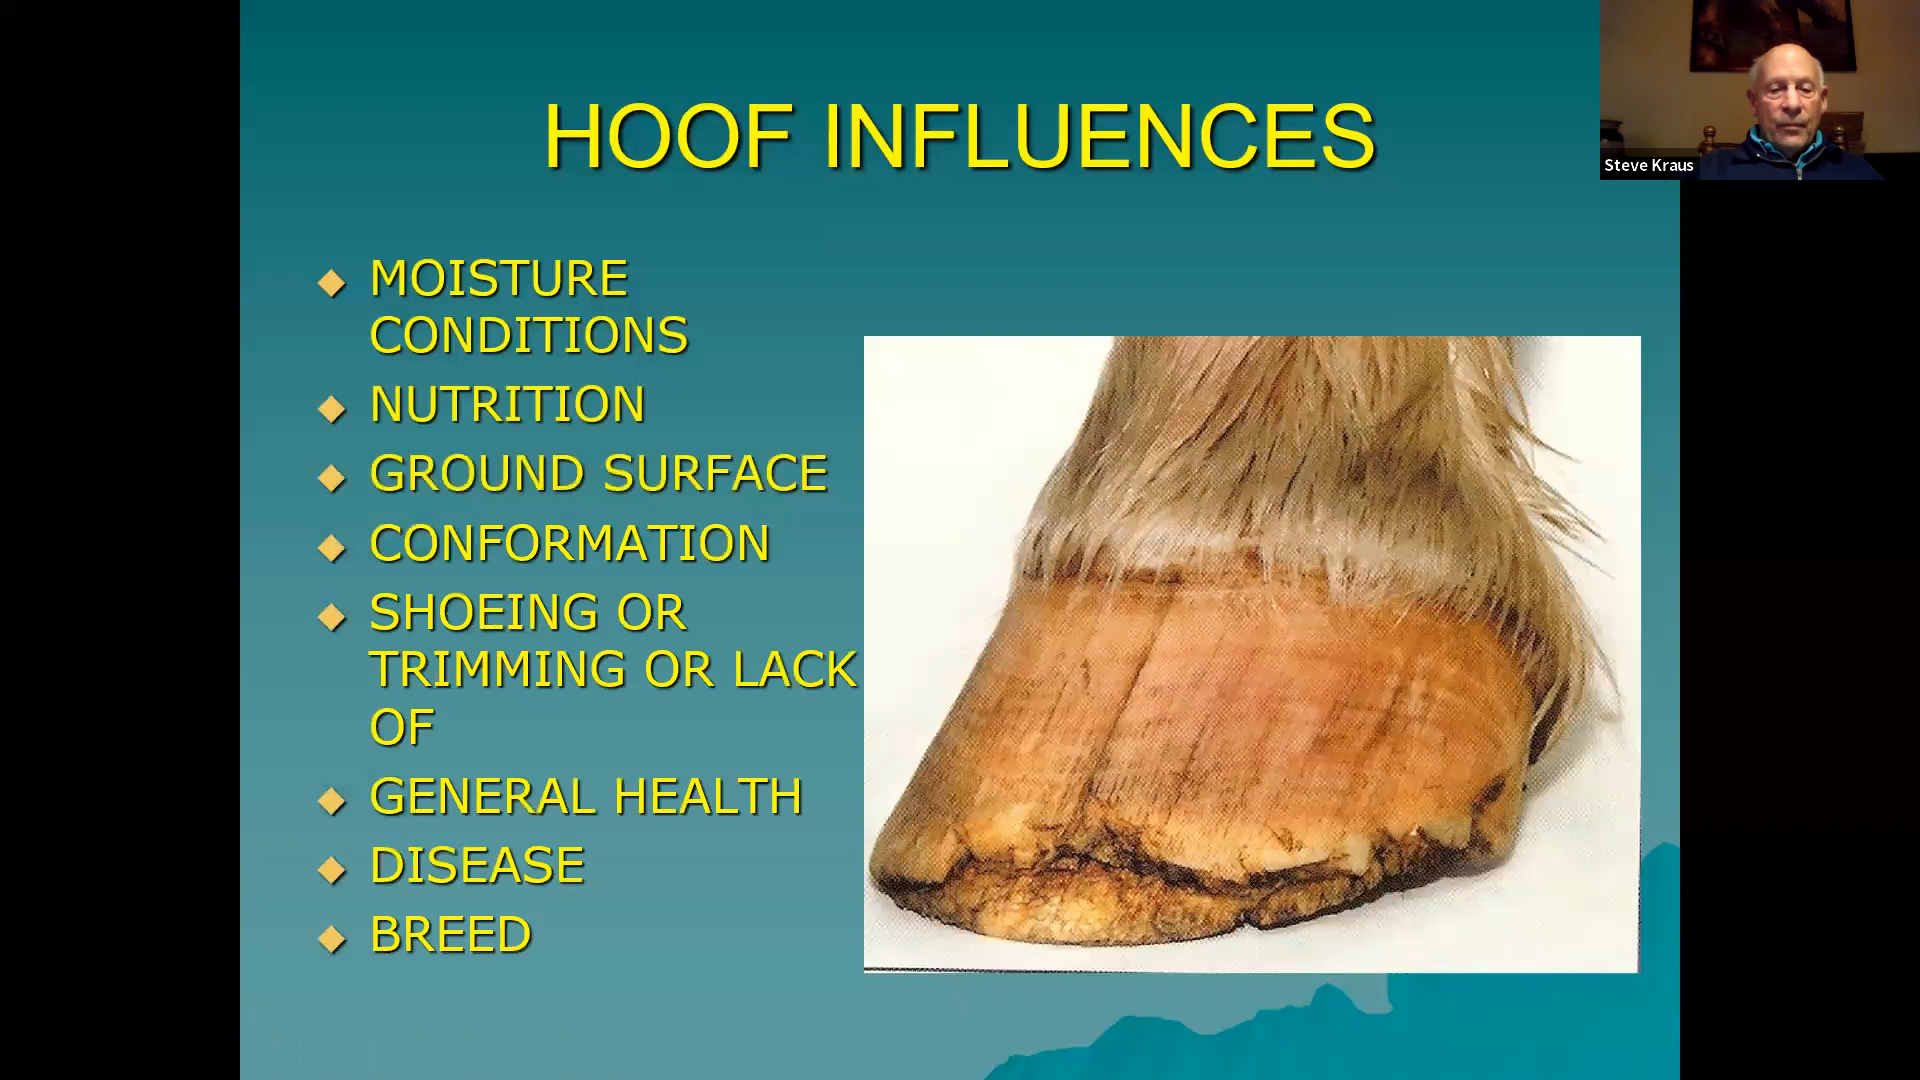 HOOF INFLUENCES
Steve Kraus
MOISTURE
CONDITIONS
NUTRITION
GROUND SURFACE
CONFORMATION
SHOEING OR
TRIMMING OR LACK
OF
GENERAL HEALTH
DISEASE
BREED